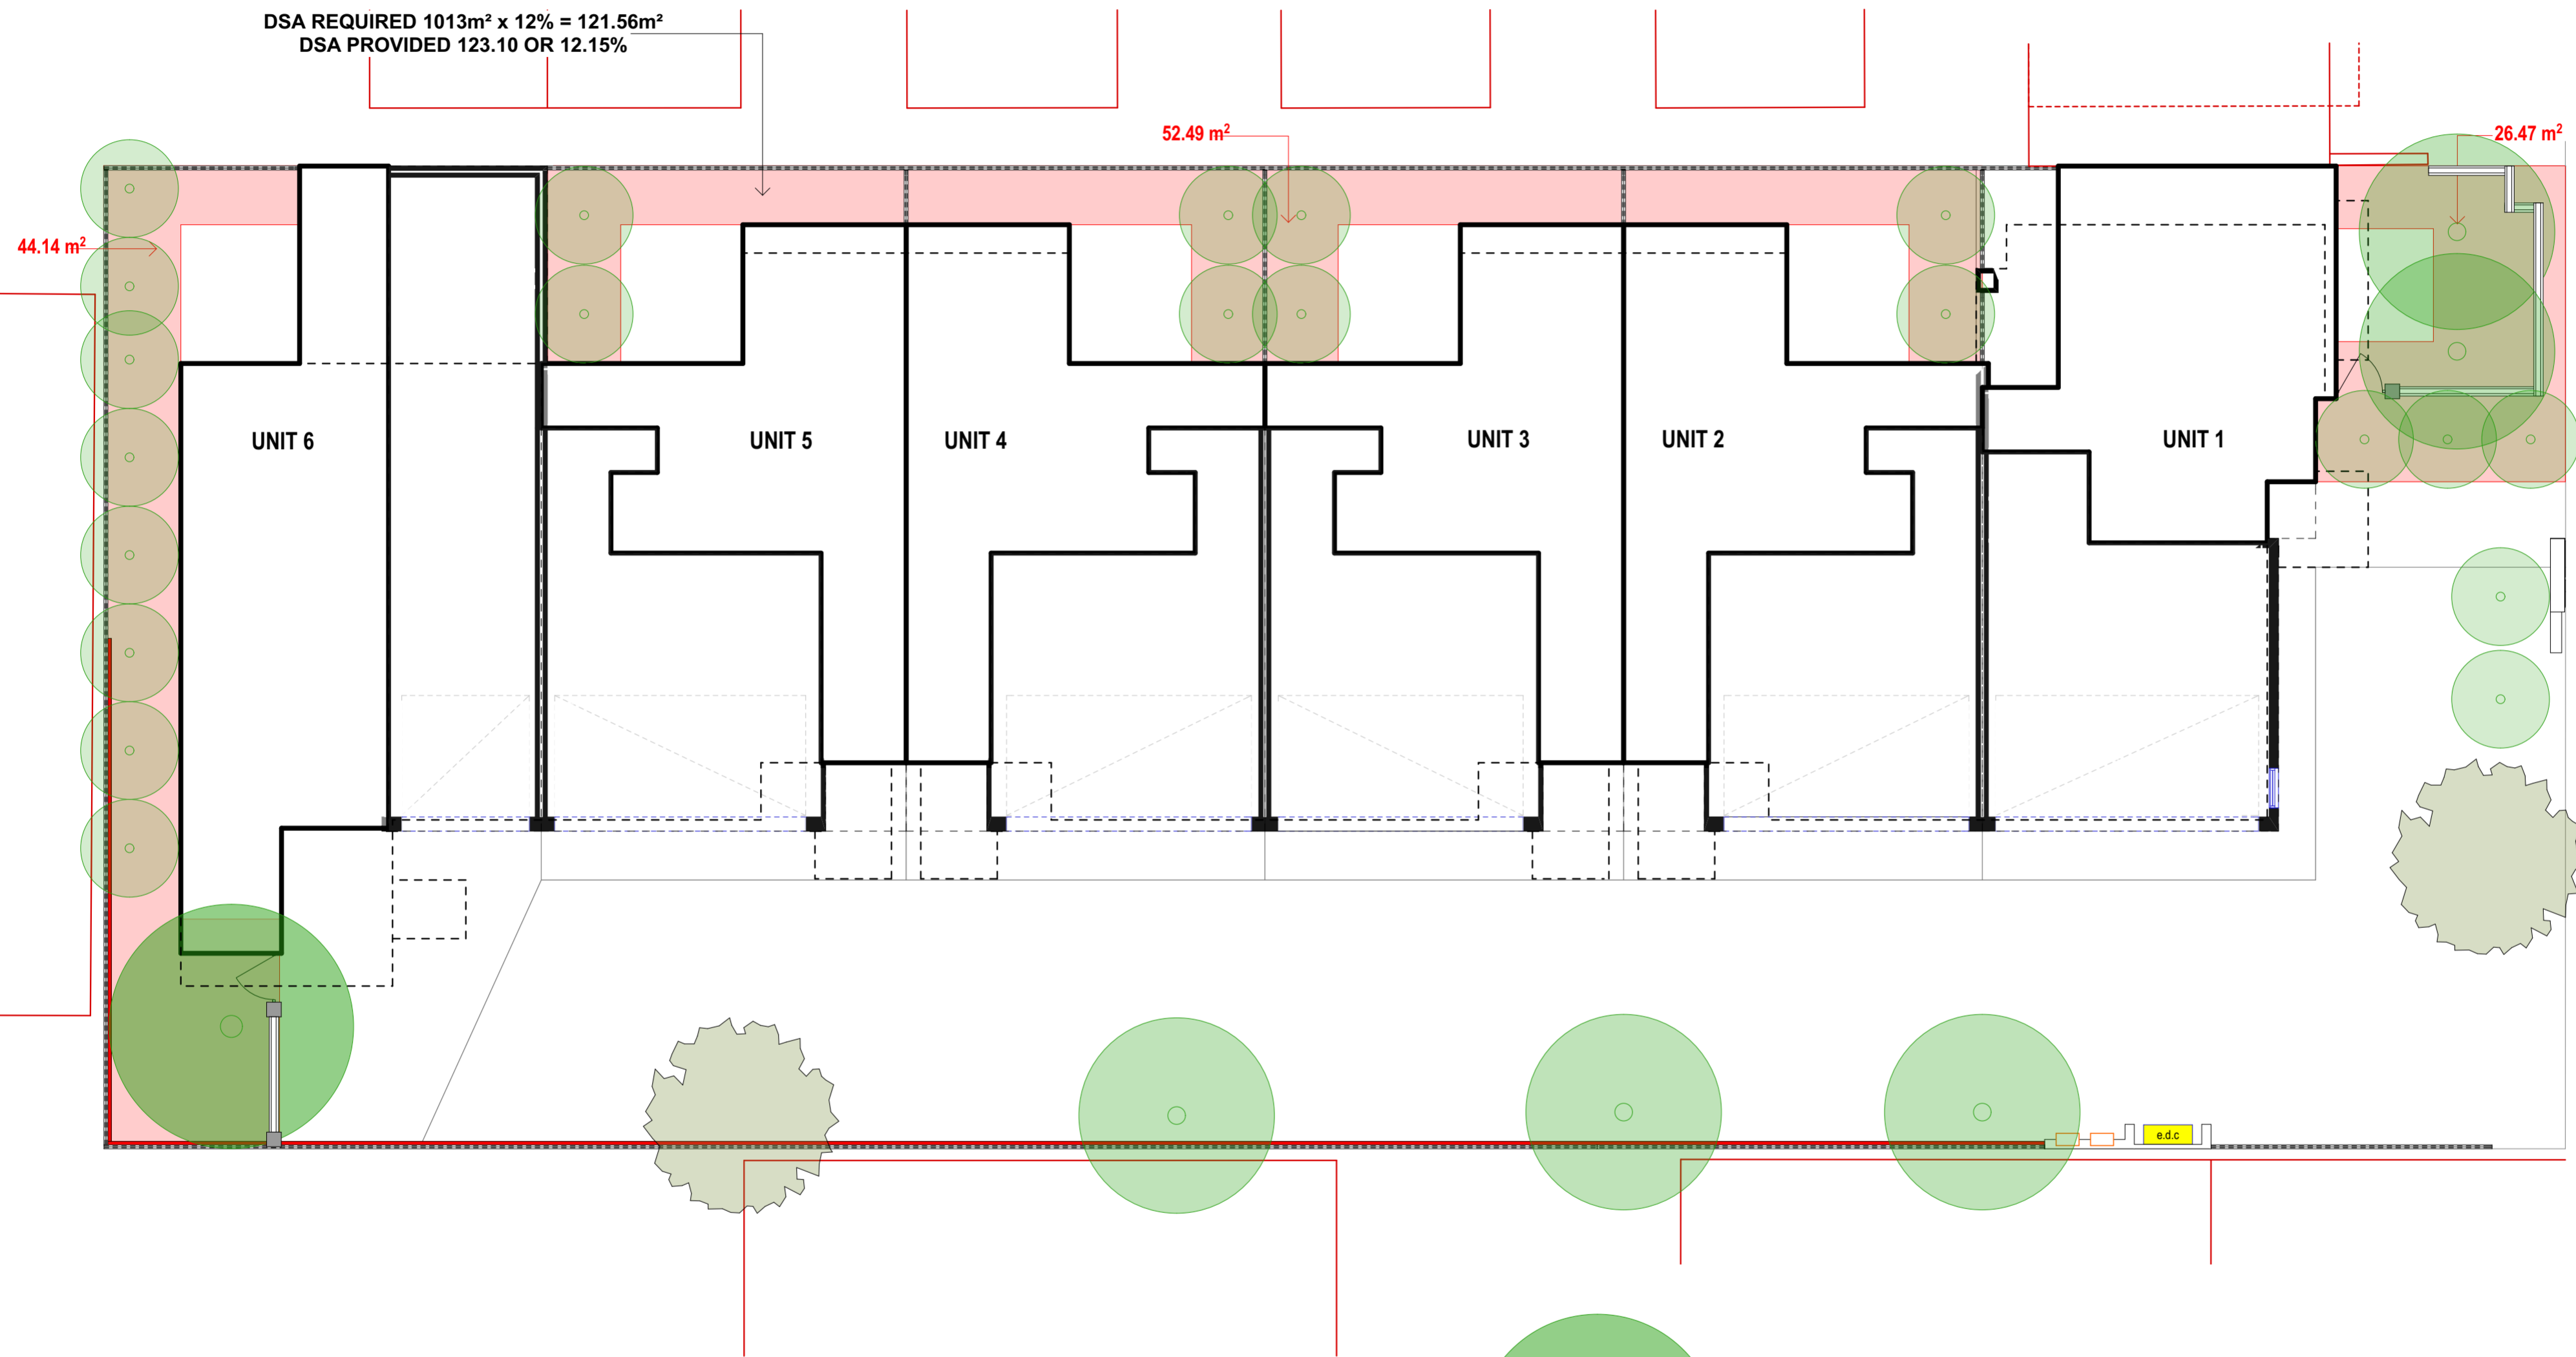 DSA REQUIRED 1013m² x 12% = 121.56m²
DSA PROVIDED 123.10 OR 12.15%
52.49 m²
26.47 m²
44.14 m²
UNIT 6
UNIT 5
UNIT 4
UNIT 3
UNIT 2
UNIT 1
e.d.c